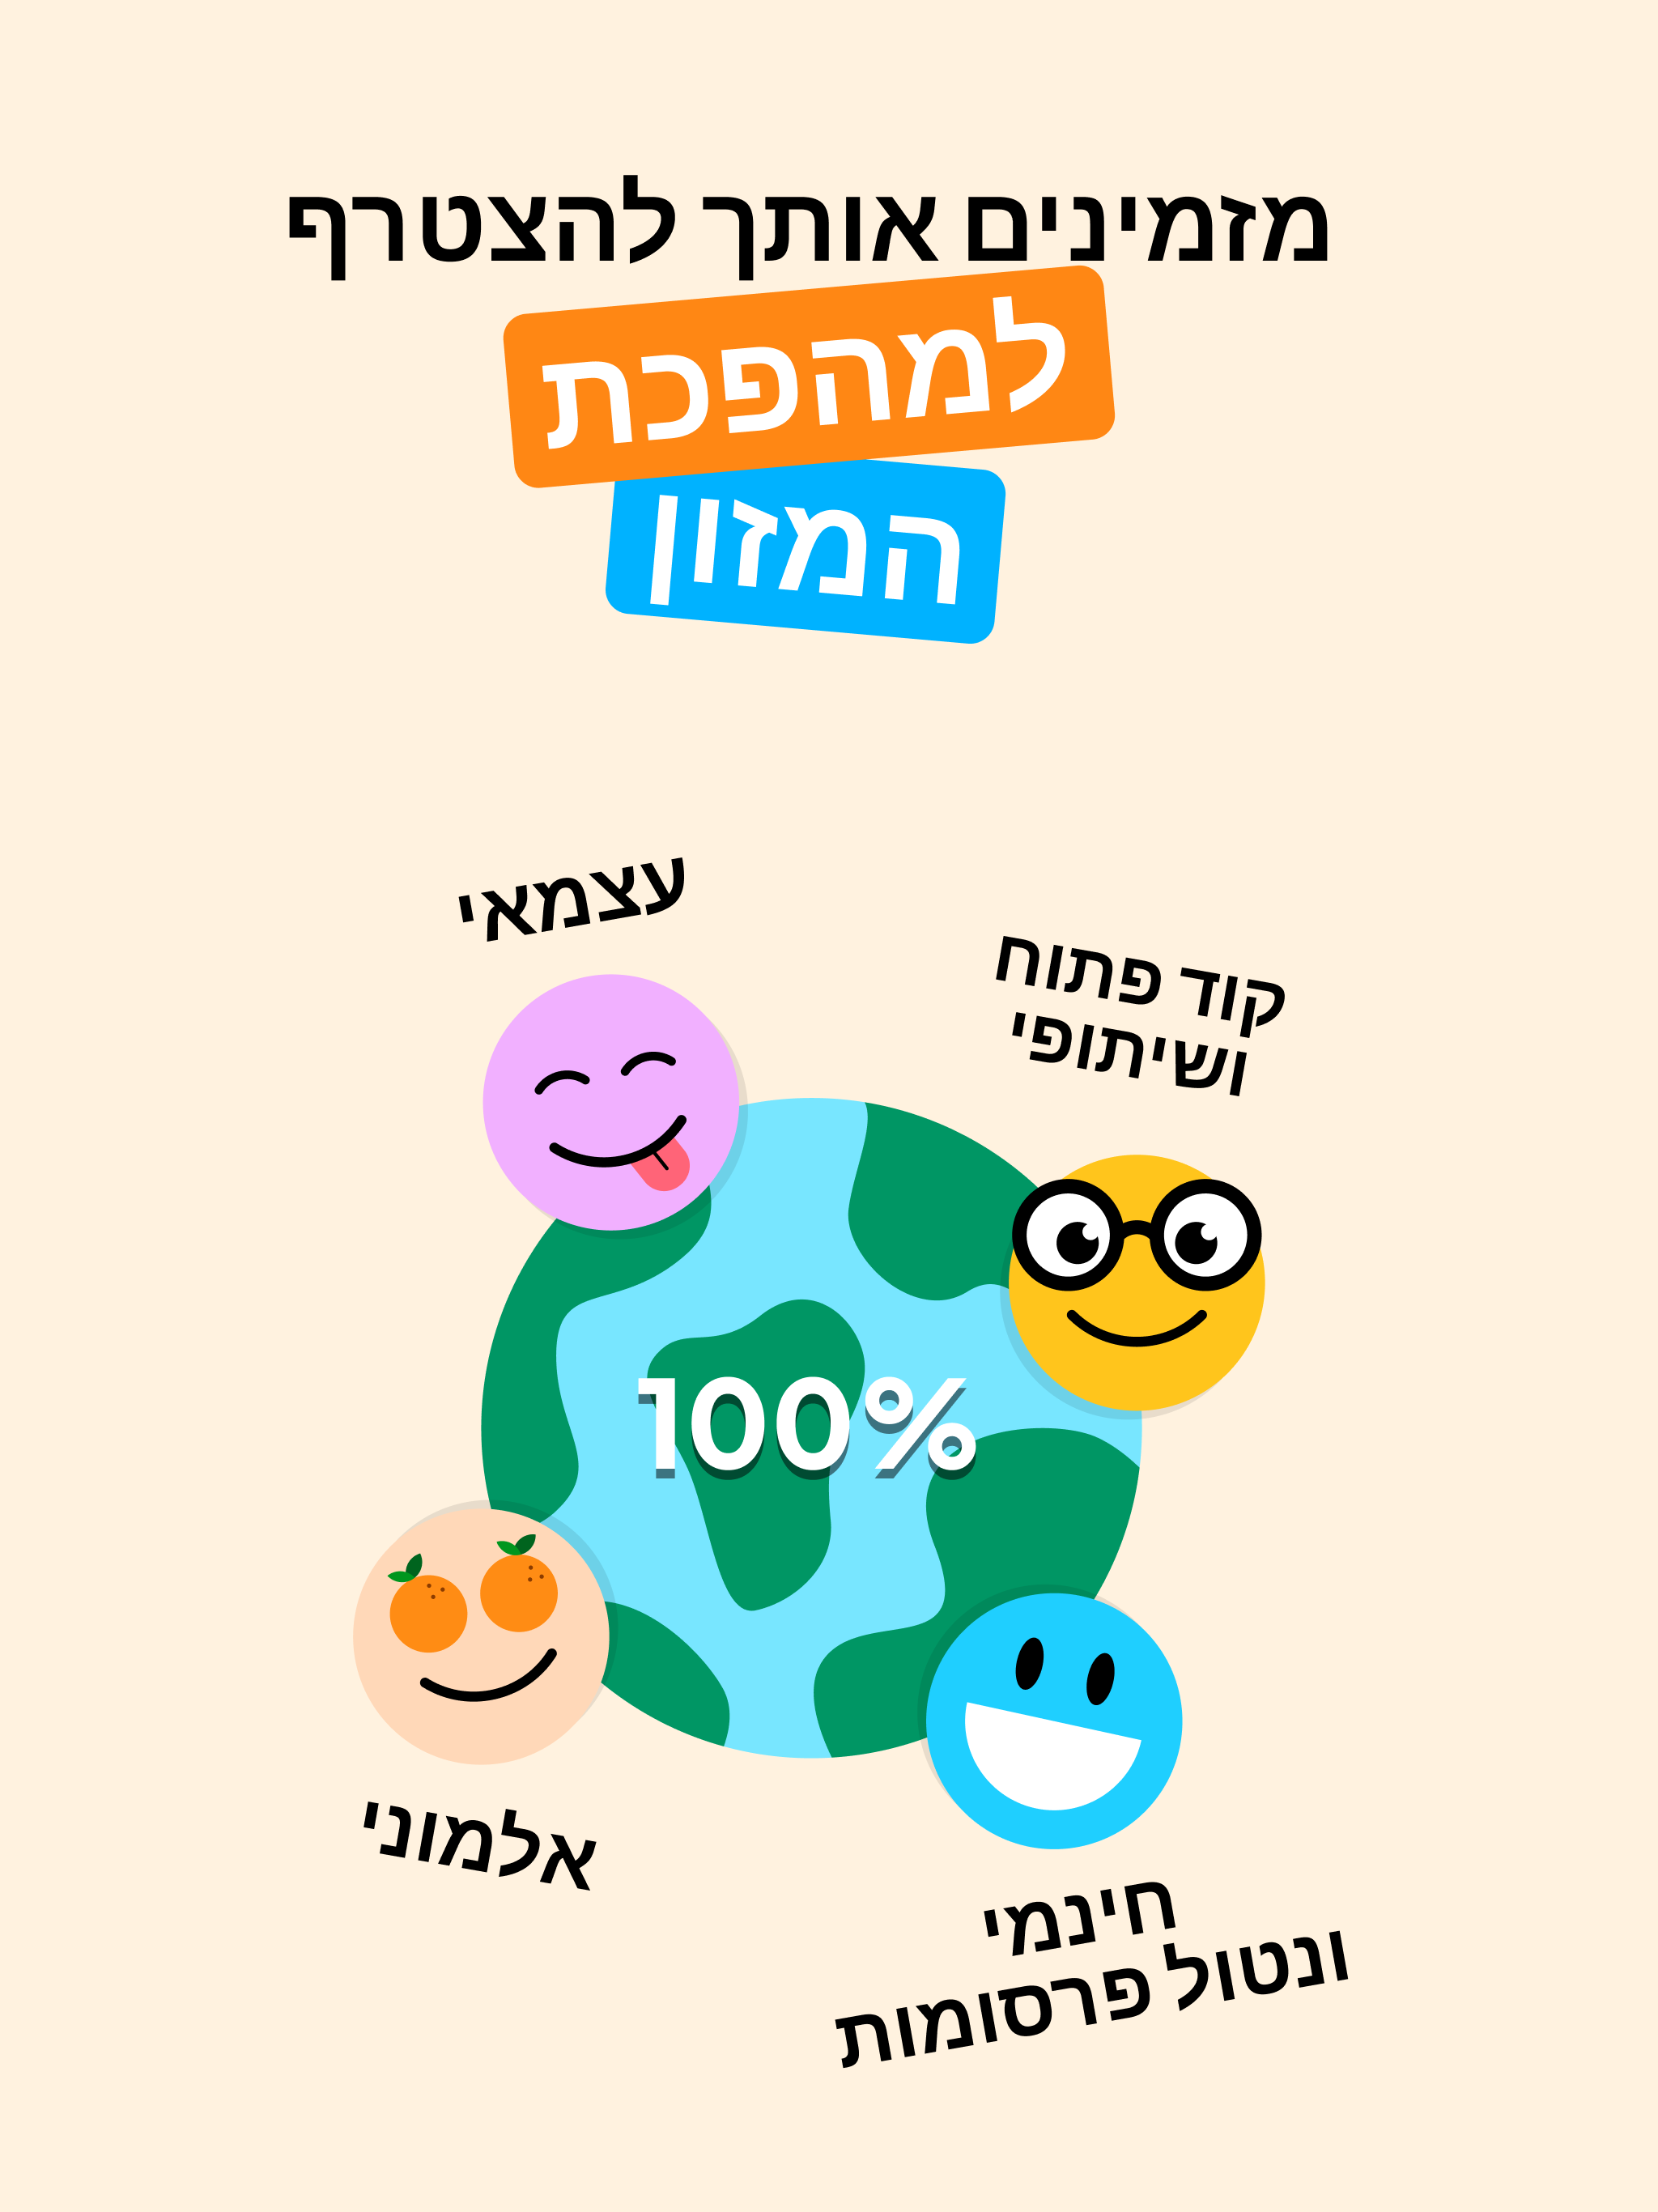 מזמינים אותך להצטרף
למהפכת
המזון
עצמאי
קוד פתוח
ושיתופי
100%
אלמוני
חינמי
ונטול פרסומות